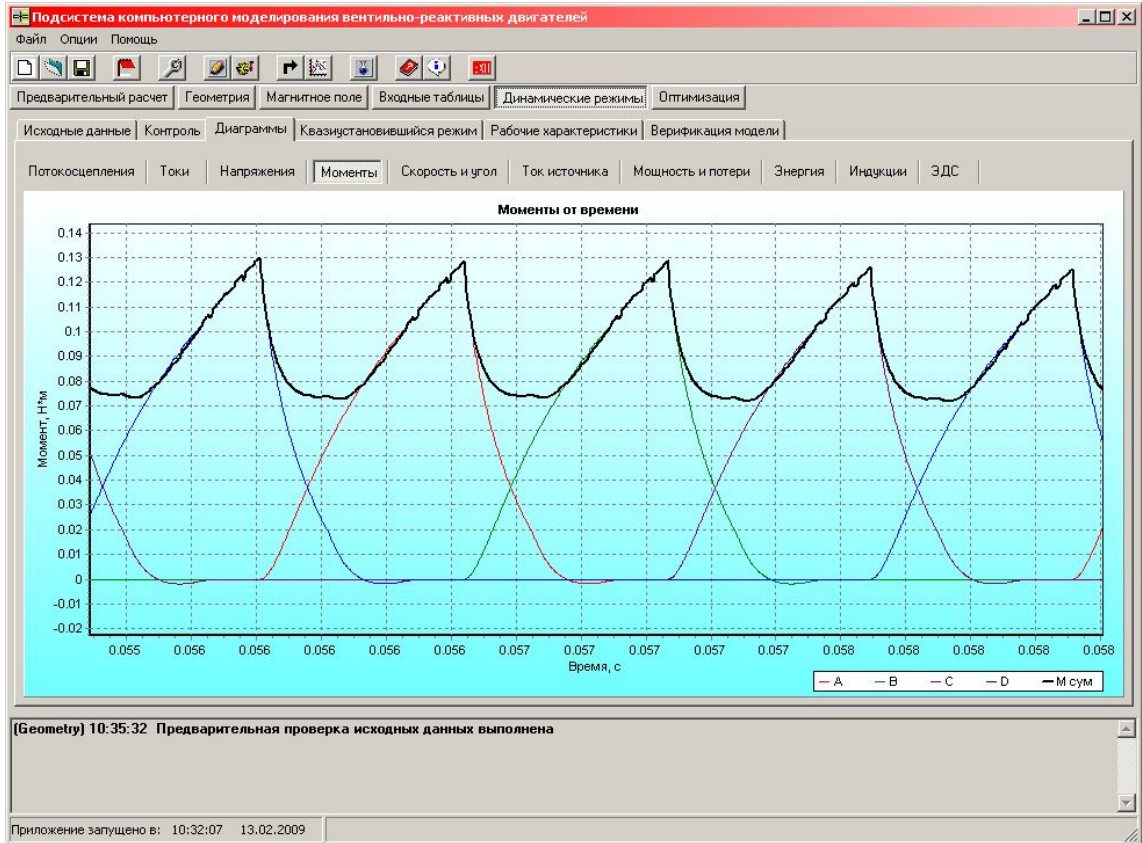 Подсистема компьютерного моделирования вентильно-реактивных двигателей
Файл Опции Помощь
EXIT
Предварительный расчет Геометрия Магнитное поле Входные таблицы Динамические режимы Оптимизация
Исходные данные Контроль Диаграммы Квазиустановившийся режим Рабочие характеристики Верификация модели
Потокосцепления Токи Напряжения Моменты Скорость и угол Ток источника Мощность и потери Энергия Индукции ЭДС
Моменты от времени
0.14
0.13
0.12
0.11
0.1
0.09
0.08
0.07
0.06
0.05
0.04
0.03
0.02
0.01
0
-0.01
-0.02
Момент, Н*м
0.055 0.056 0.056 0.056 0.056 0.056 0.057 0.057 0.057 0.057 0.057 0.058 0.058 0.058 0.058 0.058
Время, с
A B C D М сум
(Geometry) 10:35:32 Предварительная проверка исходных данных выполнена
Приложение запущено в: 10:32:07 13.02.2009